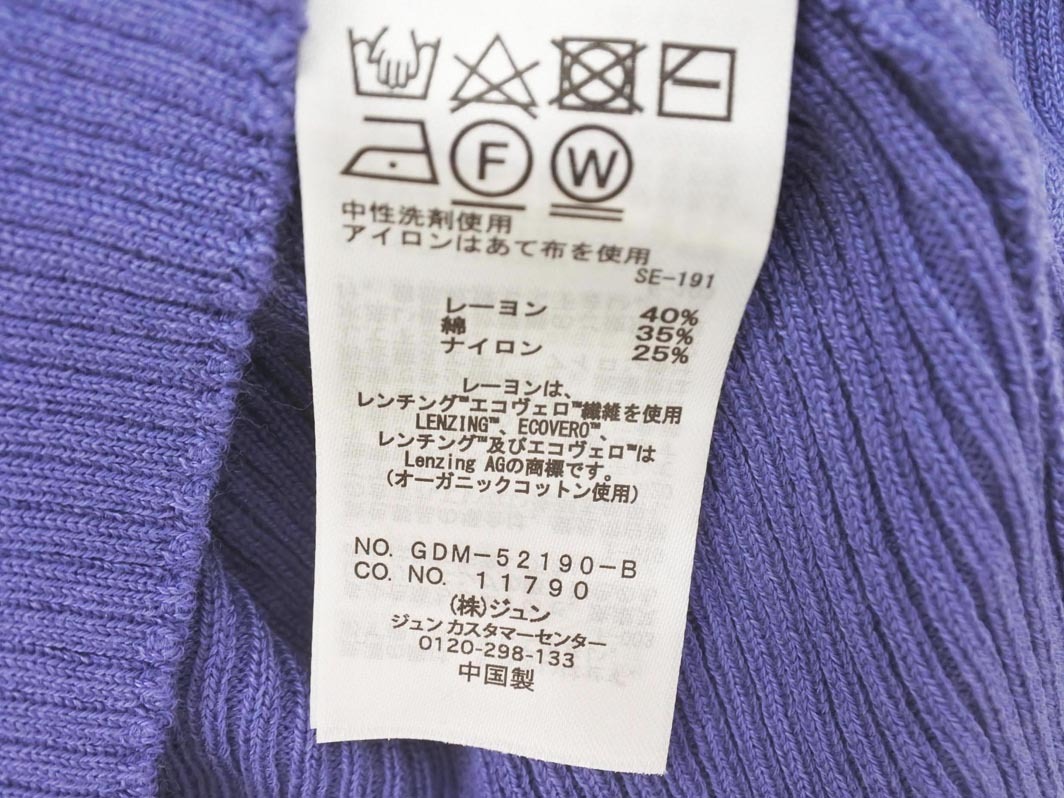 F W
中性洗剤使用
アイロンはあて布を使用
SE-191
レーヨン 40%
綿 35%
ナイロン 25%
レーヨンは、
レンチング™エコヴェロ™繊維を使用
LENZING™、ECOVERO™、
レンチング™及びエコヴェロ™は
Lenzing AGの商標です。
(オーガニックコットン使用)
NO. GDM-52190-B
CO. NO. 11790
(株)ジュン
ジュン カスタマーセンター
0120-298-133
中国製